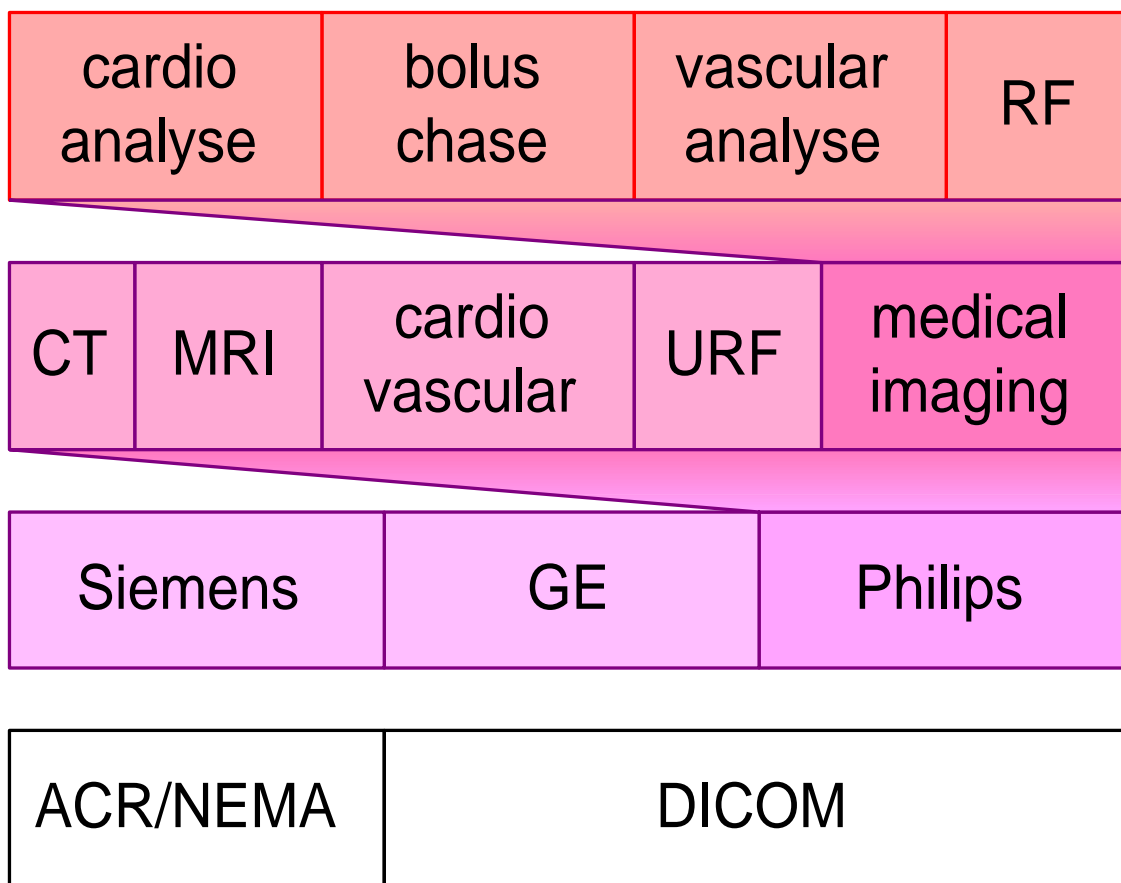 cardio
analyse
bolus
chase
vascular
analyse
RF
CT
MRI
cardio
vascular
URF
medical
imaging
Siemens
GE
Philips
ACR/NEMA
DICOM